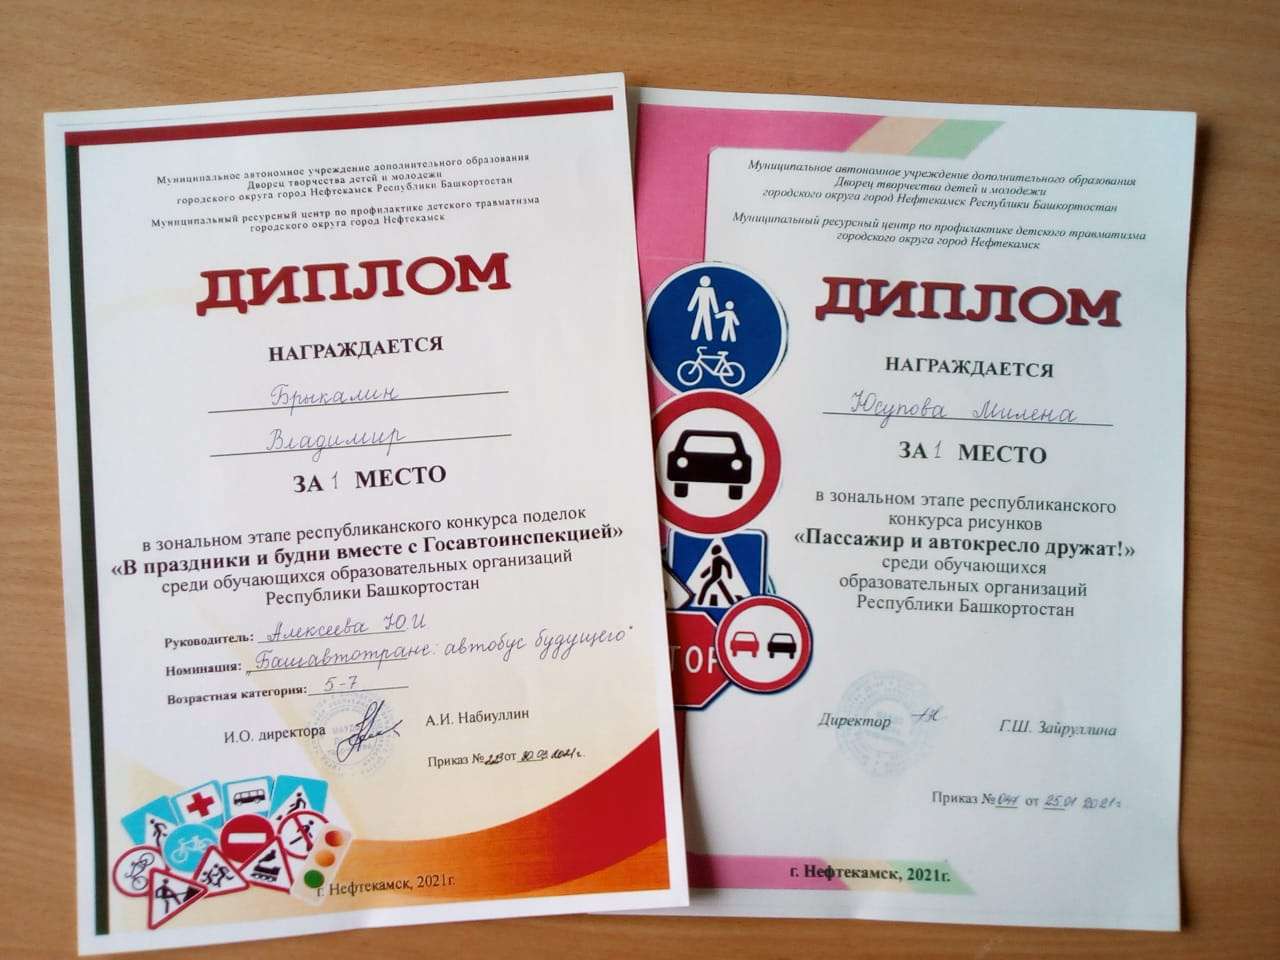 Муниципальное автономное учреждение дополнительного образования
Дворец творчества детей и молодежи
городского округа город Нефтекамск Республики Башкортостан
Муниципальный ресурсный центр по профилактике детского травматизма
городского округа город Нефтекамск
ДИПЛОМ
НАГРАЖДАЕТСЯ
Брыкалин
Владимир
ЗА 1 МЕСТО
в зональном этапе республиканского конкурса поделок
«В праздники и будни вместе с Госавтоинспекцией»
среди обучающихся образовательных организаций
Республики Башкортостан
Руководитель: Алексеева Ю.И
Номинация: „Башавтотранс: автобус будущего"
Возрастная категория: 5-7
И.О. директора А.И. Набиуллин
Приказ № от 2021г.
г. Нефтекамск, 2021г.
Муниципальное автономное учреждение дополнительного образования
Дворец творчества детей и молодежи
городского округа город Нефтекамск Республики Башкортостан
Муниципальный ресурсный центр по профилактике детского травматизма
городского округа город Нефтекамск
ДИПЛОМ
НАГРАЖДАЕТСЯ
Юсупова Милена
ЗА 1 МЕСТО
в зональном этапе республиканского
конкурса рисунков
«Пассажир и автокресло дружат!»
среди обучающихся
образовательных организаций
Республики Башкортостан
Директор Г.Ш. Зайруллина
Приказ № 047 от 25.01 2021г
г. Нефтекамск, 2021г.